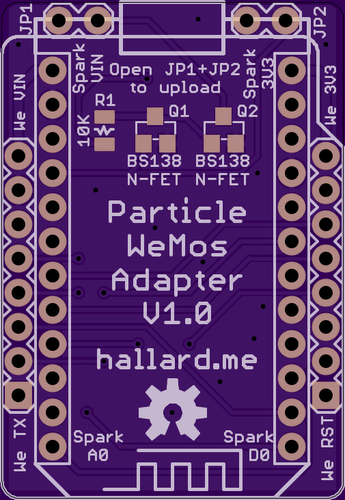 JP1
JP2
Spark
VIN
Open JP1+JP2
to upload
Spark
3V3
We VIN
We 3V3
R1
10K
Q1
Q2
BS138
N-FET
BS138
N-FET
Particle
WeMos
Adapter
V1.0
hallard.me
We TX
Spark
A0
Spark
D0
We RST